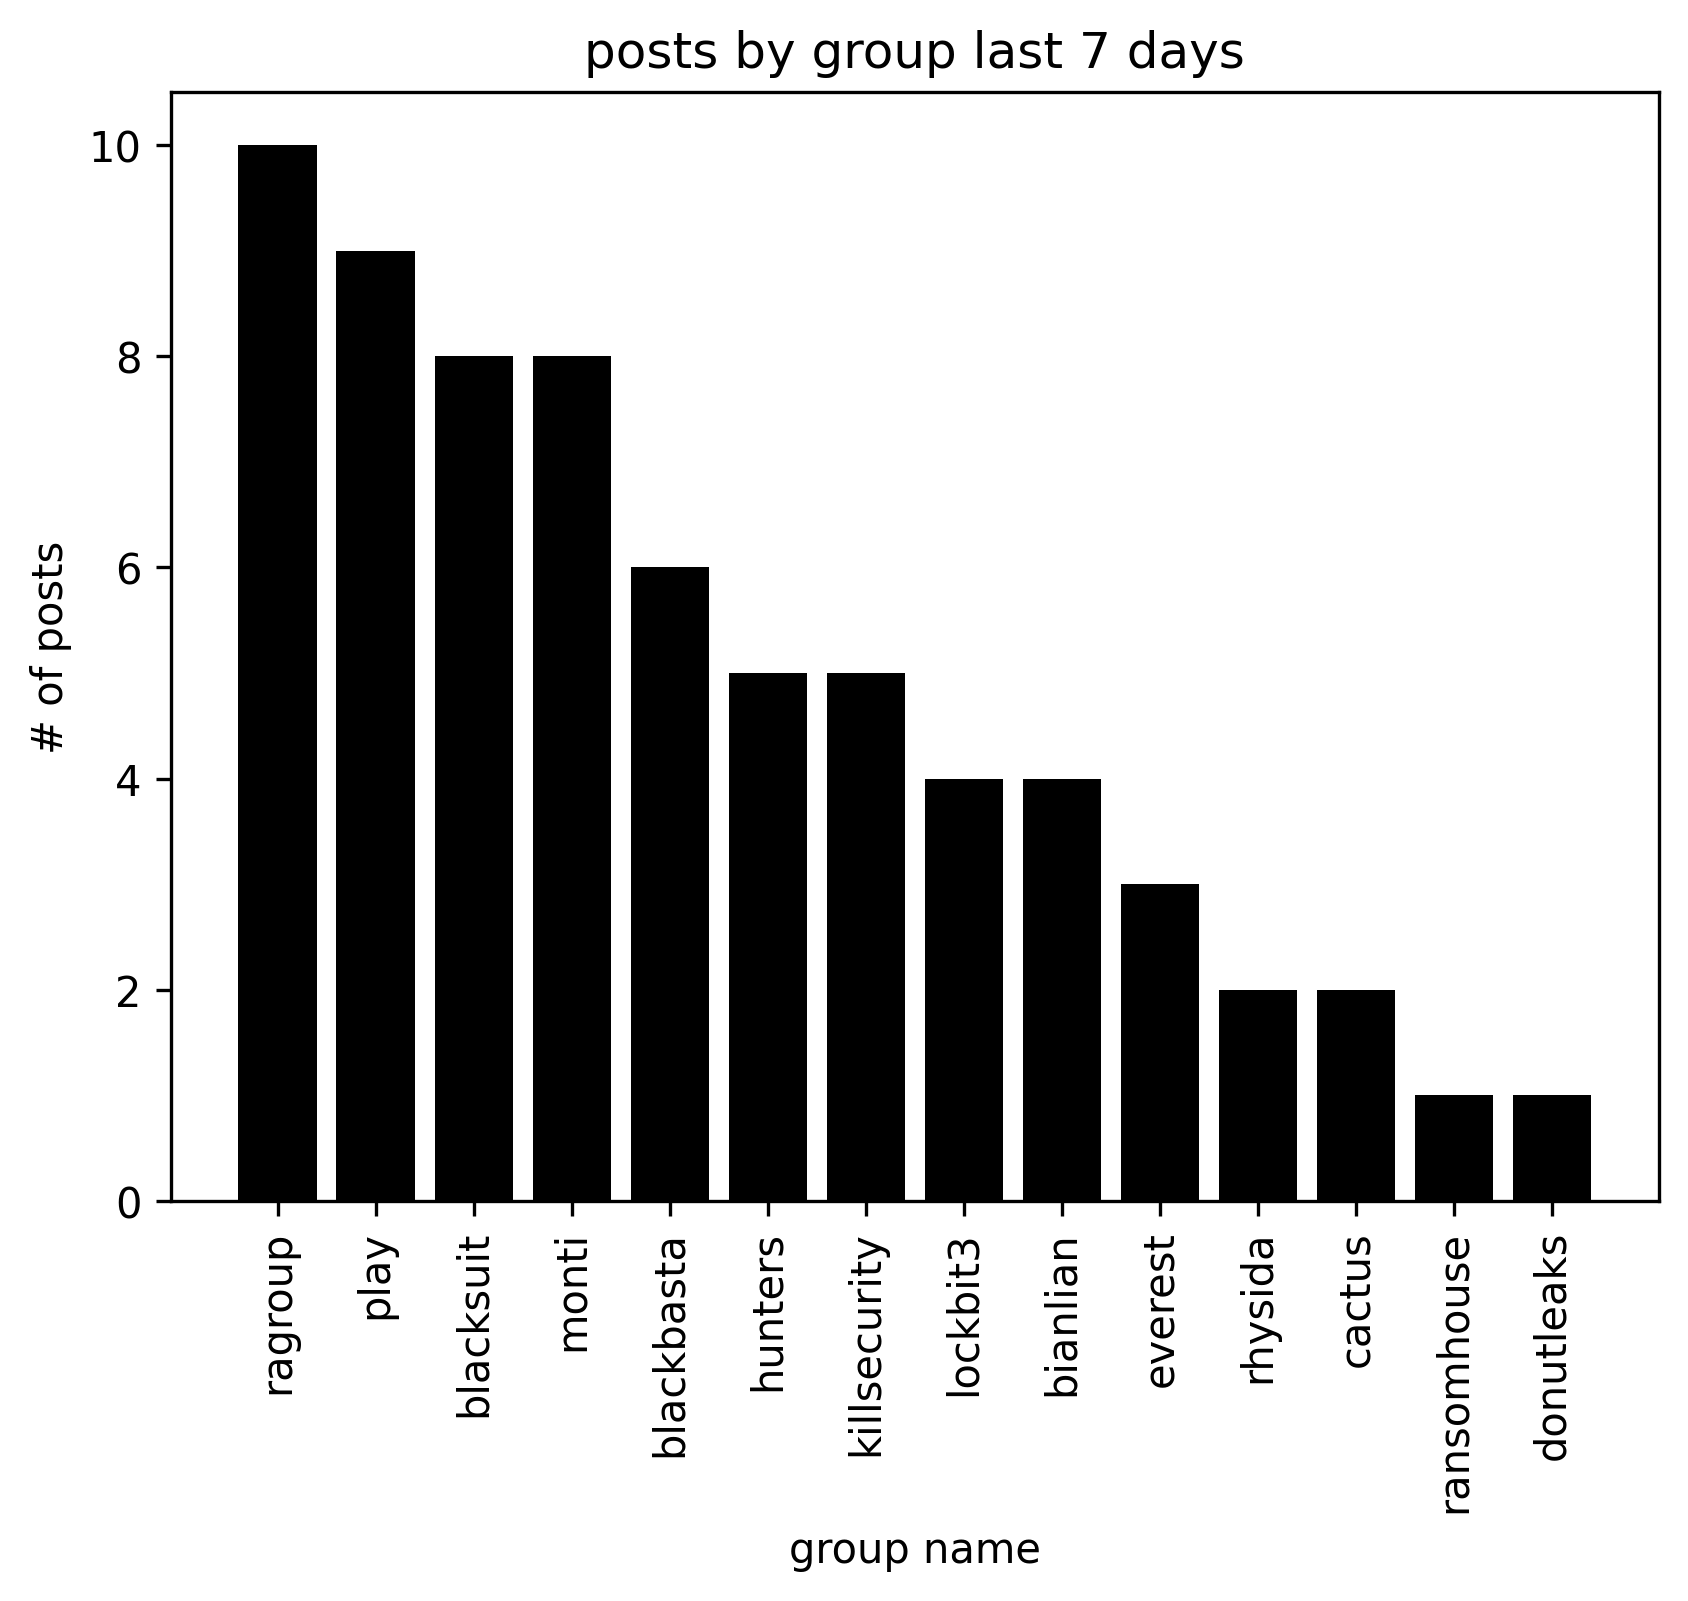 posts by group last 7 days
# of posts
10
8
6
4
2
0
ragroup
play
blacksuit
monti
blackbasta
hunters
killsecurity
lockbit3
bianlian
everest
rhysida
cactus
ransomhouse
donutleaks
group name